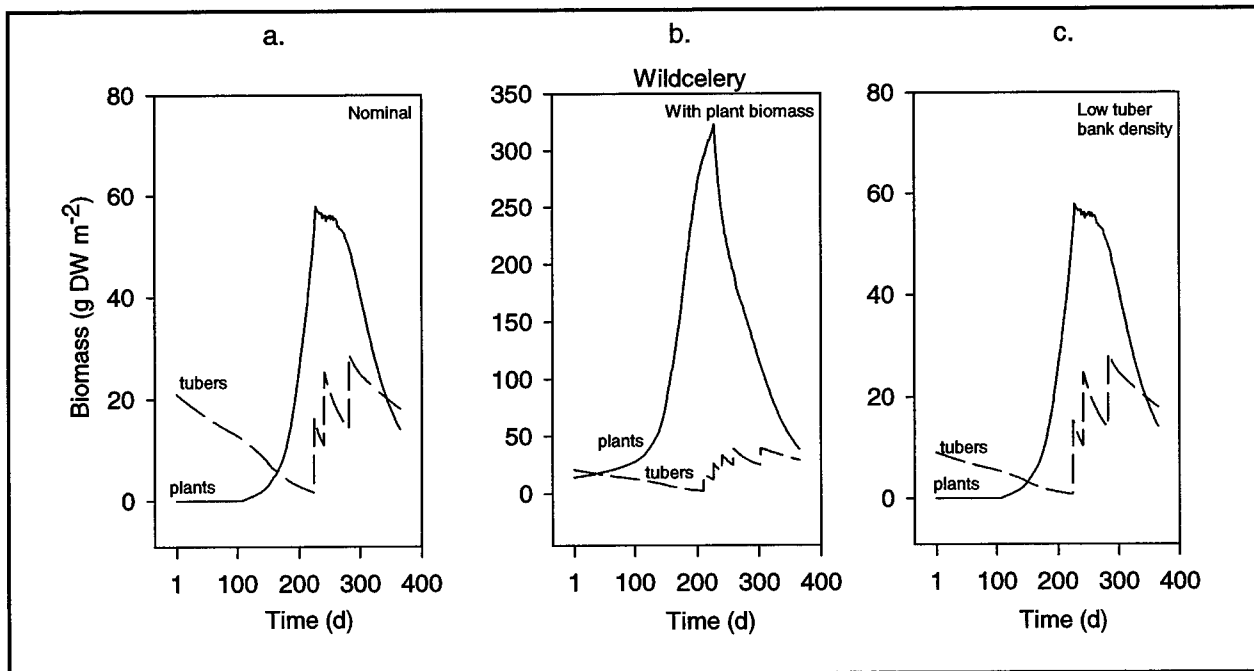 a.
b.
c.
Wildcelery
Biomass (g DW m-2)
80
60
40
20
0
Nominal
tubers
plants
1 100 200 300 400
Time (d)
350
300
250
200
150
100
50
0
With plant biomass
plants
tubers
1 100 200 300 400
Time (d)
80
60
40
20
0
Low tuber
bank density
tubers
plants
1 100 200 300 400
Time (d)